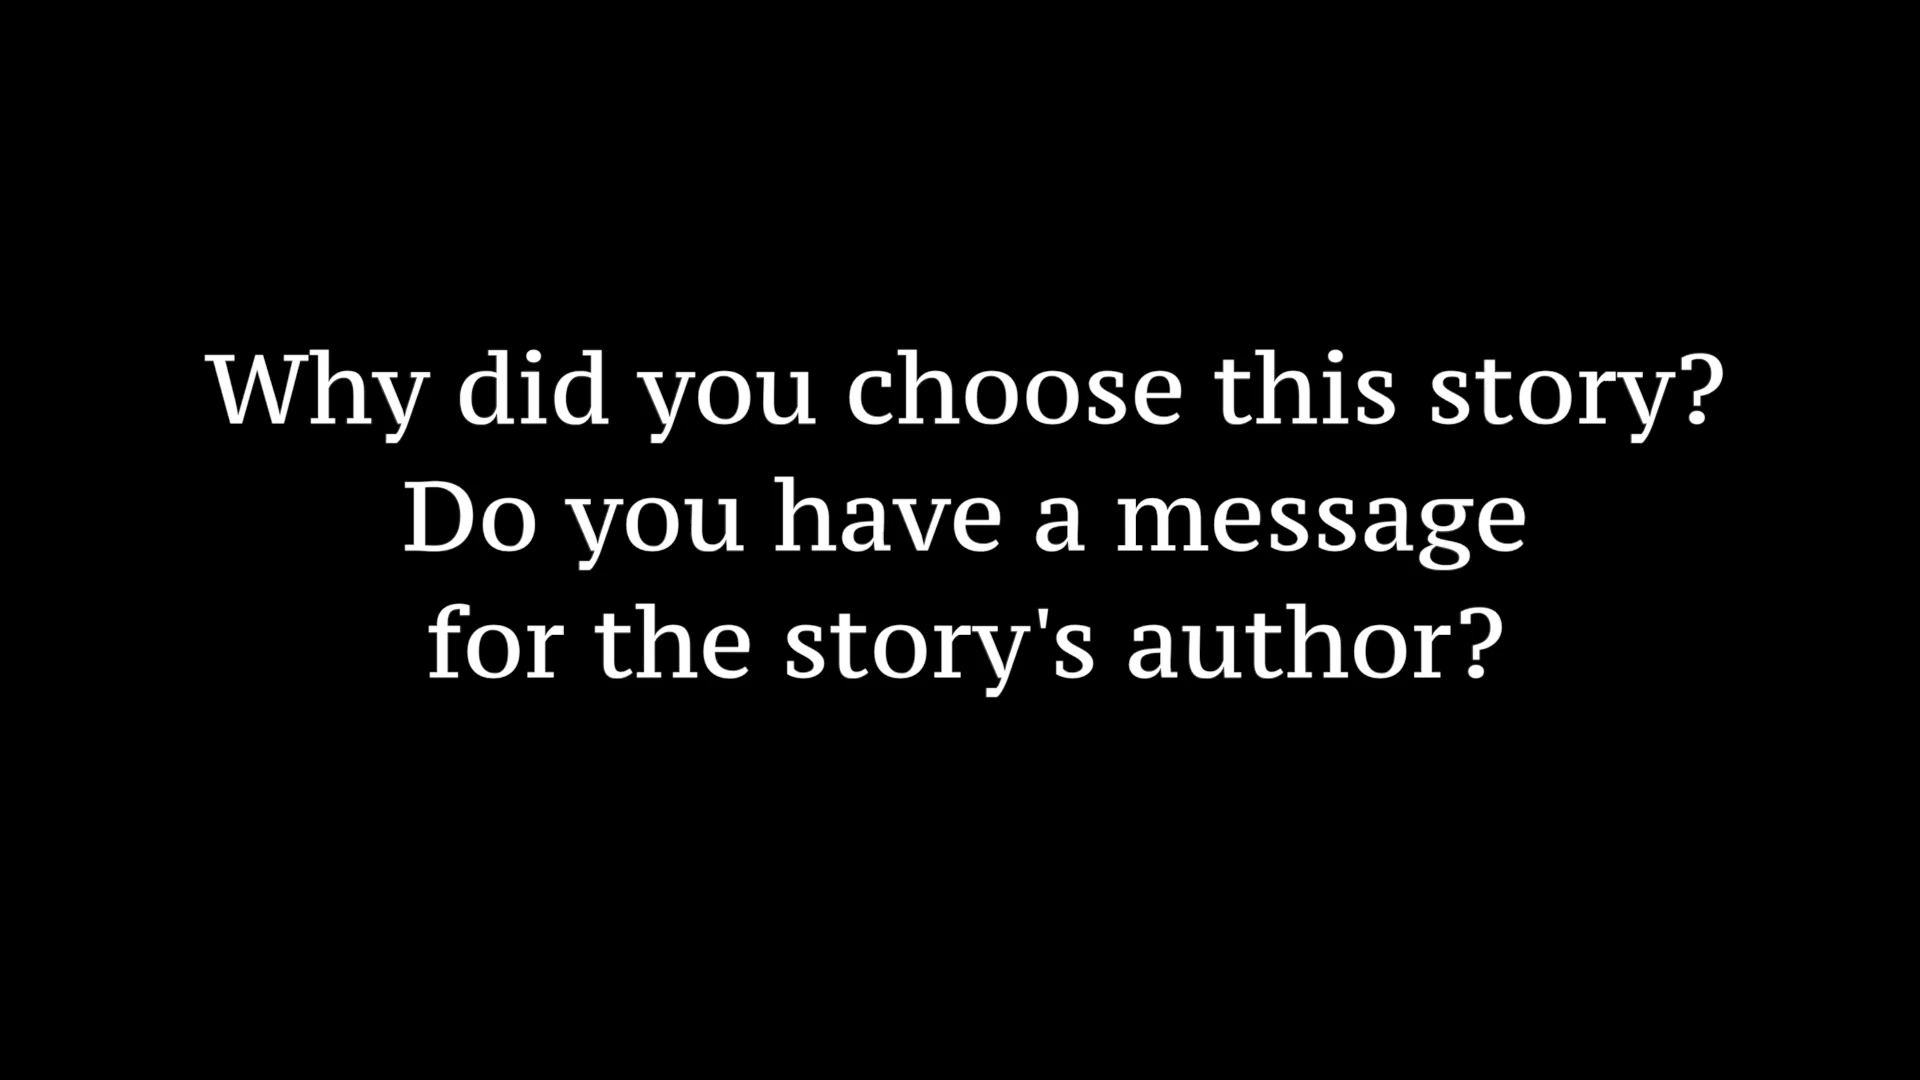 Why did you choose this story?
Do you have a message
for the story's author?